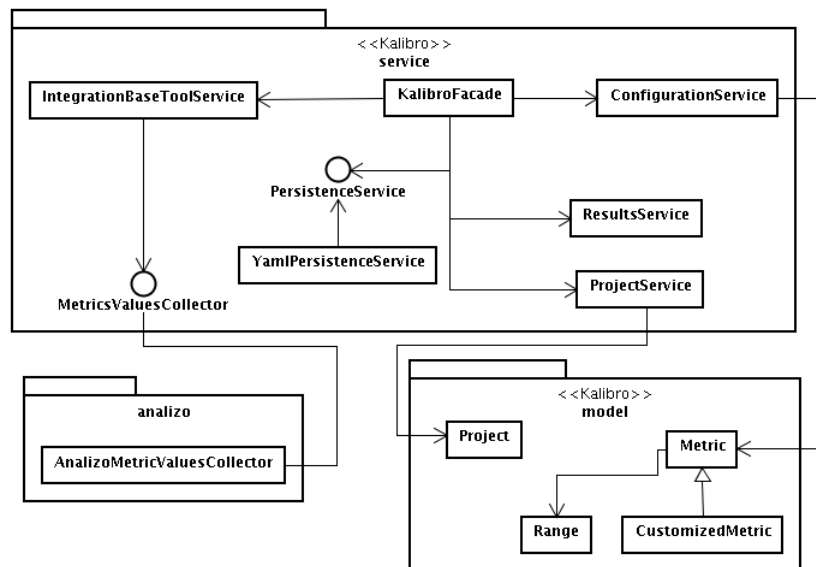 <<Kalibro>>
service
IntegrationBaseToolService
KalibroFacade
ConfigurationService
PersistenceService
ResultsService
YamlPersistenceService
ProjectService
MetricsValuesCollector
<<Kalibro>>
model
analizo
Project
Metric
AnalizoMetricValuesCollector
Range
CustomizedMetric